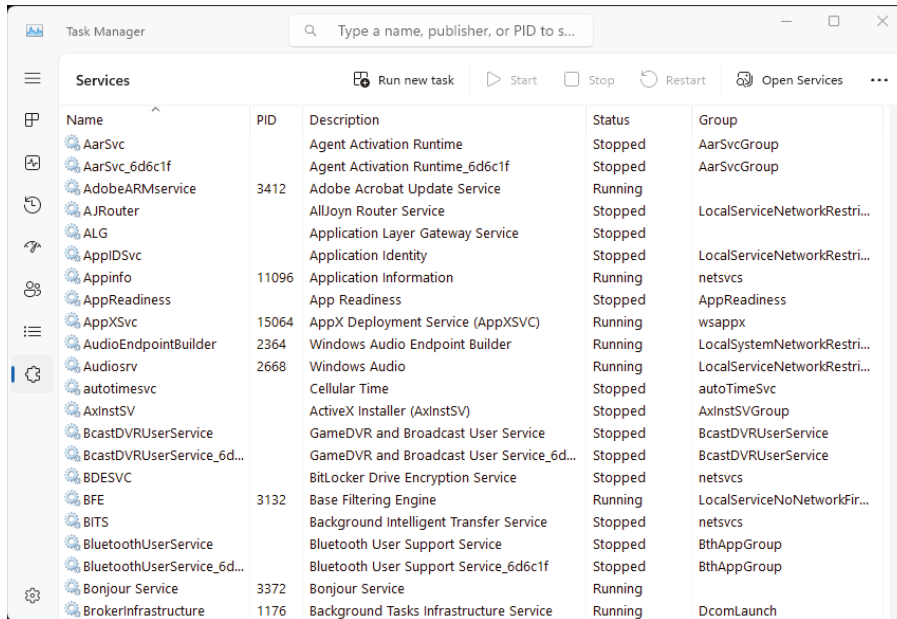 Task Manager
Type a name, publisher, or PID to s...
Services Run new task Start Stop Restart Open Services ...
Name PID Description Status Group
AarSvc Agent Activation Runtime Stopped AarSvcGroup
AarSvc_6d6c1f Agent Activation Runtime_6d6c1f Stopped AarSvcGroup
AdobeARMservice 3412 Adobe Acrobat Update Service Running
AJRouter AllJoyn Router Service Stopped LocalServiceNetworkRestri...
ALG Application Layer Gateway Service Stopped
AppIDSvc Application Identity Stopped LocalServiceNetworkRestri...
Appinfo 11096 Application Information Running netsvcs
AppReadiness App Readiness Stopped AppReadiness
AppXSvc 15064 AppX Deployment Service (AppXSVC) Running wsappx
AudioEndpointBuilder 2364 Windows Audio Endpoint Builder Running LocalSystemNetworkRestri...
Audiosrv 2668 Windows Audio Running LocalServiceNetworkRestri...
autotimesvc Cellular Time Stopped autoTimeSvc
AxInstSV ActiveX Installer (AxInstSV) Stopped AxInstSVGroup
BcastDVRUserService GameDVR and Broadcast User Service Stopped BcastDVRUserService
BcastDVRUserService_6d... GameDVR and Broadcast User Service_6d... Stopped BcastDVRUserService
BDESVC BitLocker Drive Encryption Service Stopped netsvcs
BFE 3132 Base Filtering Engine Running LocalServiceNoNetworkFir...
BITS Background Intelligent Transfer Service Stopped netsvcs
BluetoothUserService Bluetooth User Support Service Stopped BthAppGroup
BluetoothUserService_6d... Bluetooth User Support Service_6d6c1f Stopped BthAppGroup
Bonjour Service 3372 Bonjour Service Running
BrokerInfrastructure 1176 Background Tasks Infrastructure Service Running DcomLaunch